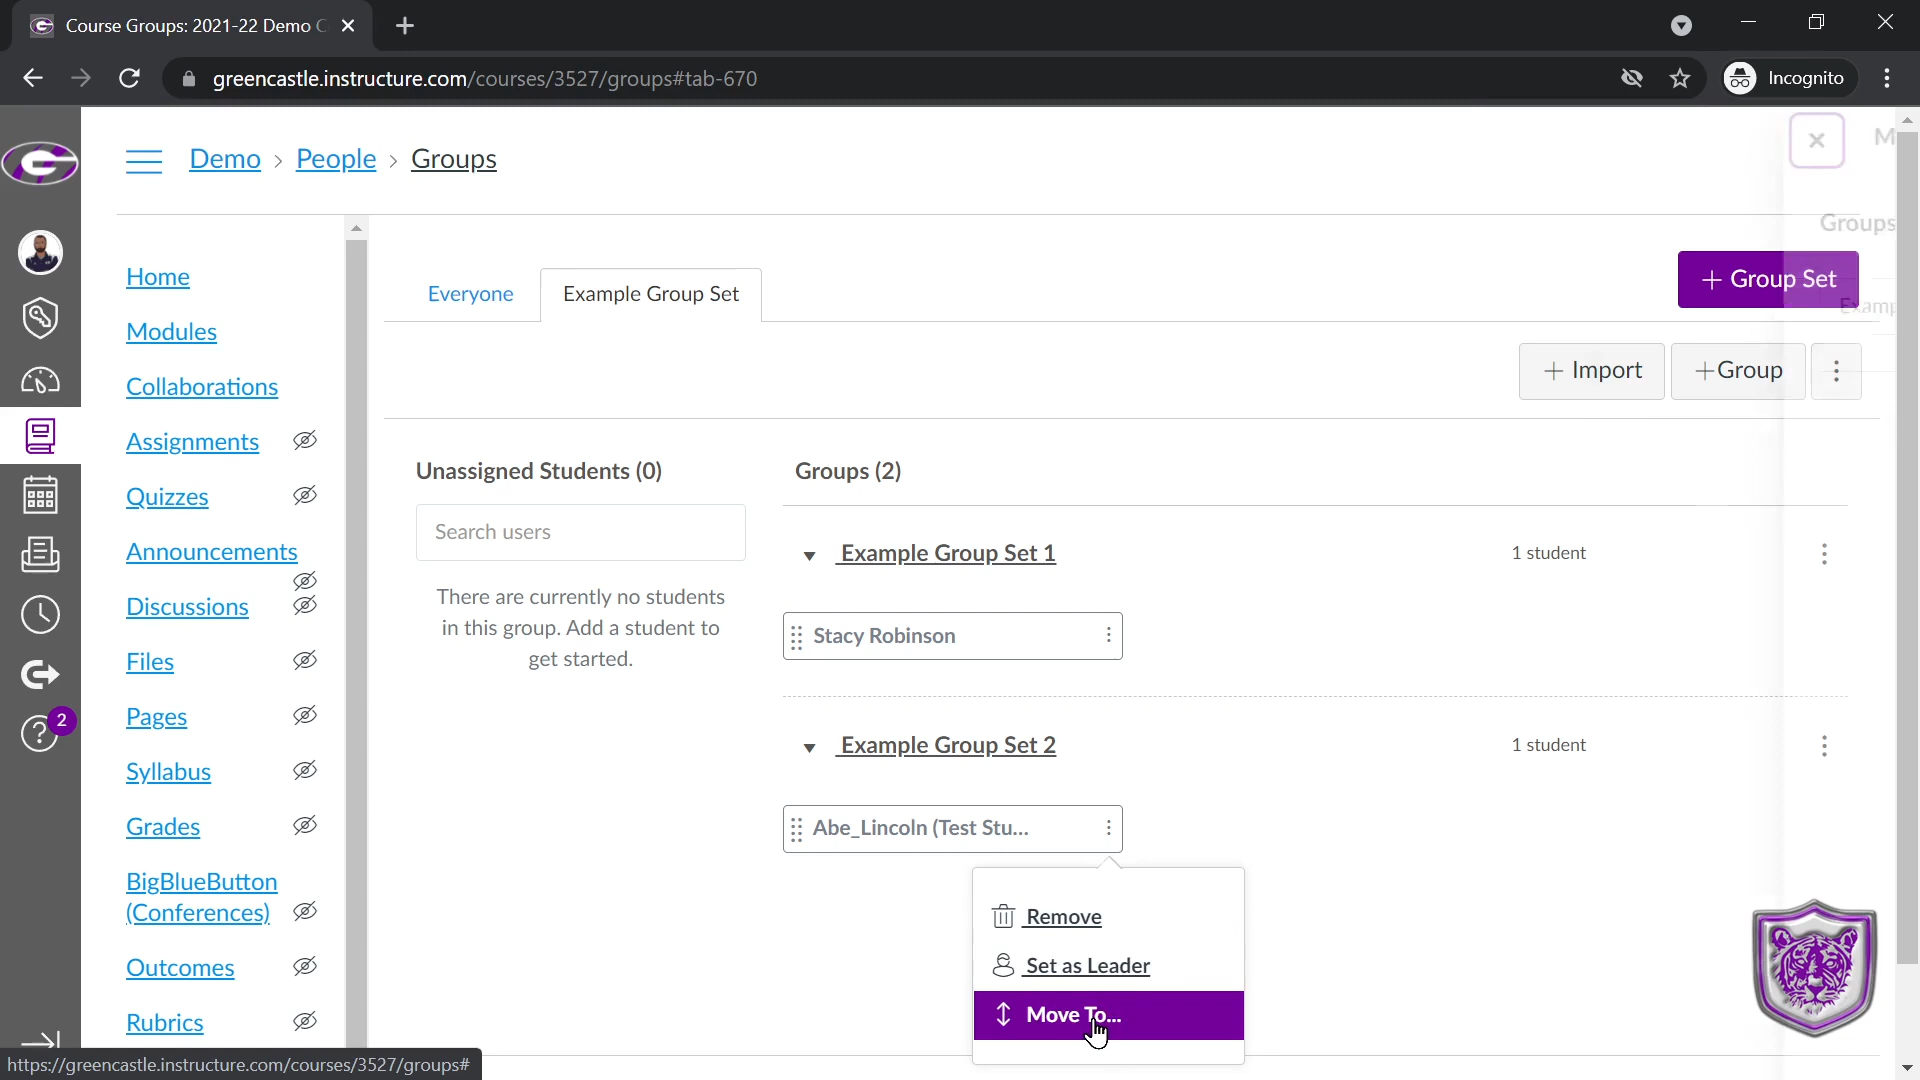 Course Groups: 2021-22 Demo C
greencastle.instructure.com/courses/3527/groups#tab-670
Incognito
Demo > People > Groups
M
Groups
Home
Modules
Collaborations
Assignments
Quizzes
Announcements
Discussions
Files
Pages
Syllabus
Grades
BigBlueButton
(Conferences)
Outcomes
Rubrics
2
Everyone
Example Group Set
+ Group Set
Examp
+ Import
+Group
Unassigned Students (0)
Search users
There are currently no students
in this group. Add a student to
get started.
Groups (2)
Example Group Set 1
1 student
Stacy Robinson
Example Group Set 2
1 student
Abe_Lincoln (Test Stu...
Remove
Set as Leader
Move To...
https://greencastle.instructure.com/courses/3527/groups#